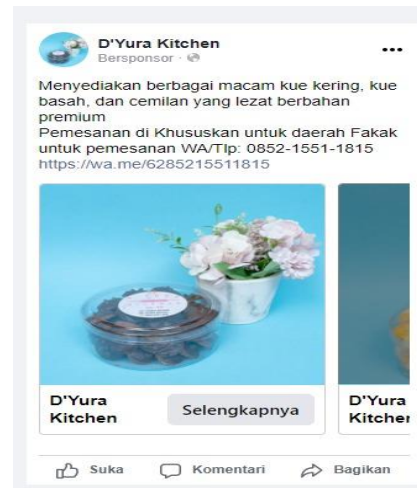 D'Yura Kitchen
Bersponsor ·
Menyediakan berbagai macam kue kering, kue
basah, dan cemilan yang lezat berbahan
premium
Pemesanan di Khususkan untuk daerah Fakak
untuk pemesanan WA/Tlp: 0852-1551-1815
https://wa.me/6285215511815
D'Yura
Kitchen
Selengkapnya
D'Yura
Kitchen
Suka
Komentari
Bagikan